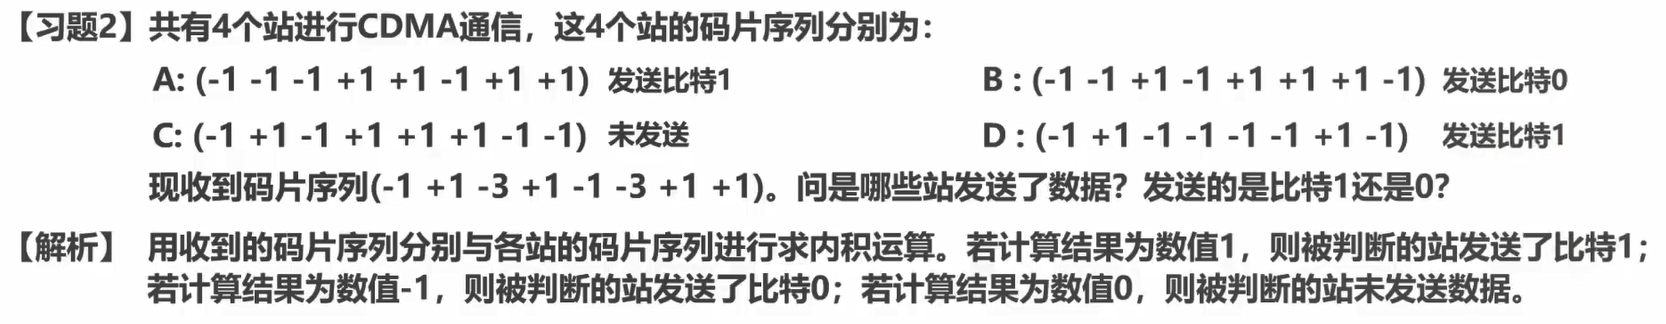 【习题2】共有4个站进行CDMA通信，这4个站的码片序列分别为：
A: (-1 -1 -1 +1 +1 -1 +1 +1) 发送比特1 B : (-1 -1 +1 -1 +1 +1 +1 -1) 发送比特0
C: (-1 +1 -1 +1 +1 +1 -1 -1) 未发送 D : (-1 +1 -1 -1 -1 -1 +1 -1) 发送比特1
现收到码片序列(-1 +1 -3 +1 -1 -3 +1 +1)。问是哪些站发送了数据？发送的是比特1还是0？
【解析】 用收到的码片序列分别与各站的码片序列进行求内积运算。若计算结果为数值1，则被判断的站发送了比特1；
若计算结果为数值-1，则被判断的站发送了比特0；若计算结果为数值0，则被判断的站未发送数据。